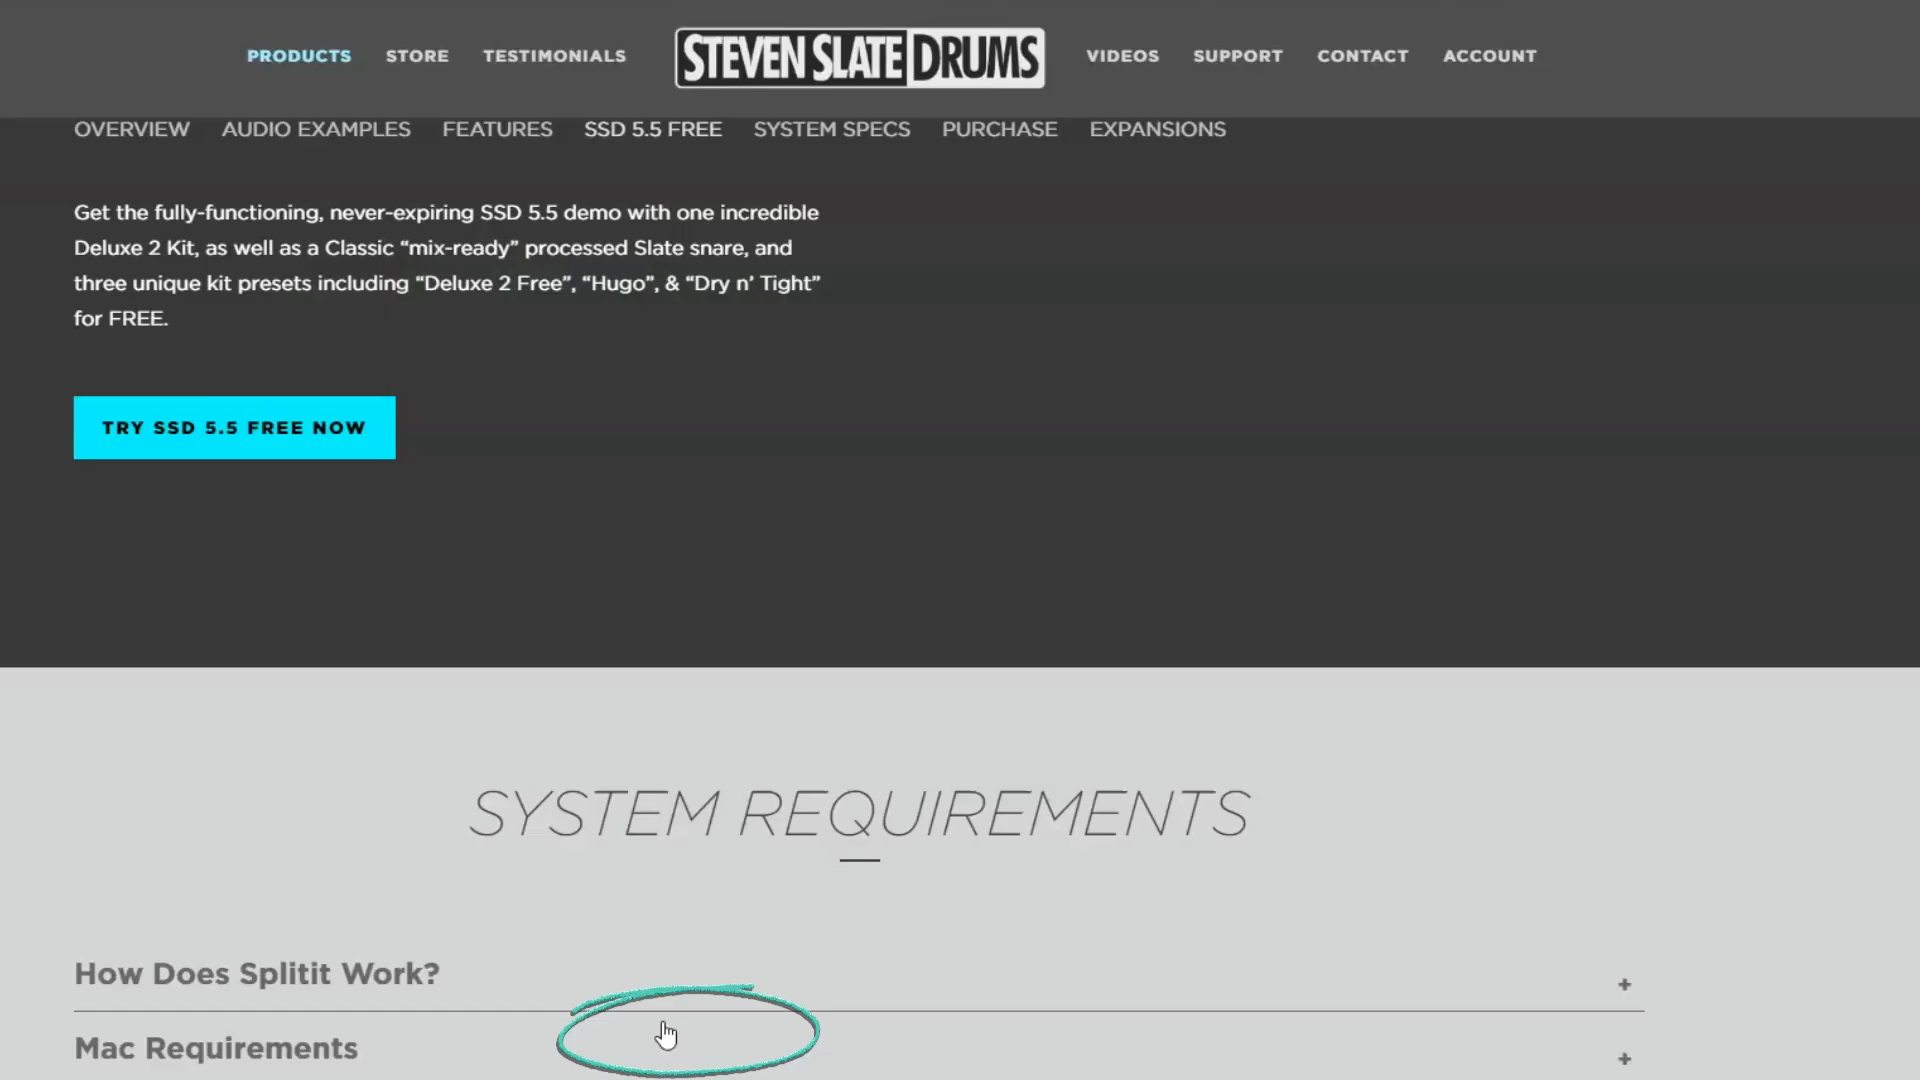 PRODUCTS STORE TESTIMONIALS STEVEN SLATE DRUMS VIDEOS SUPPORT CONTACT ACCOUNT
OVERVIEW AUDIO EXAMPLES FEATURES SSD 5.5 FREE SYSTEM SPECS PURCHASE EXPANSIONS
Get the fully-functioning, never-expiring SSD 5.5 demo with one incredible
Deluxe 2 Kit, as well as a Classic “mix-ready” processed Slate snare, and
three unique kit presets including “Deluxe 2 Free”, “Hugo”, & “Dry n’ Tight”
for FREE.
TRY SSD 5.5 FREE NOW
SYSTEM REQUIREMENTS
How Does Splitit Work? +
Mac Requirements +